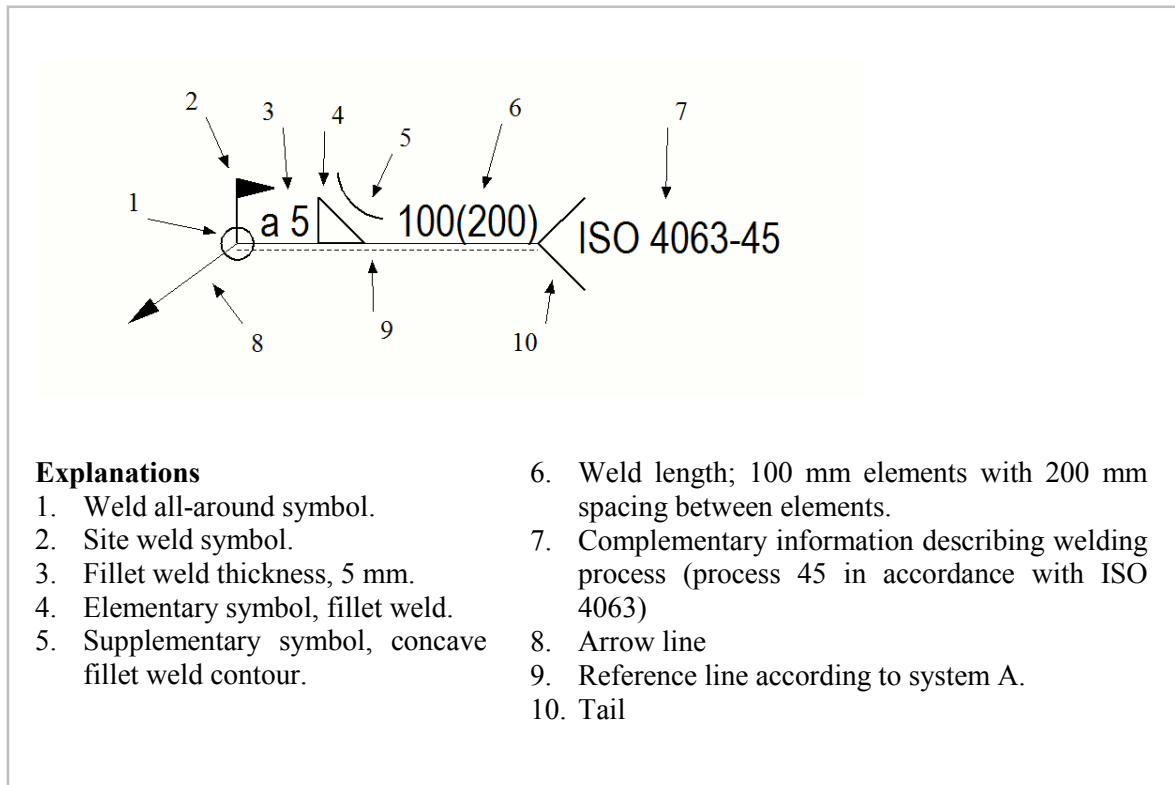 2
3
4
5
6
7
1
a 5
100(200)
ISO 4063-45
8
9
10
Explanations
1. Weld all-around symbol.
2. Site weld symbol.
3. Fillet weld thickness, 5 mm.
4. Elementary symbol, fillet weld.
5. Supplementary symbol, concave
fillet weld contour.
6. Weld length; 100 mm elements with 200 mm
spacing between elements.
7. Complementary information describing welding
process (process 45 in accordance with ISO
4063)
8. Arrow line
9. Reference line according to system A.
10. Tail